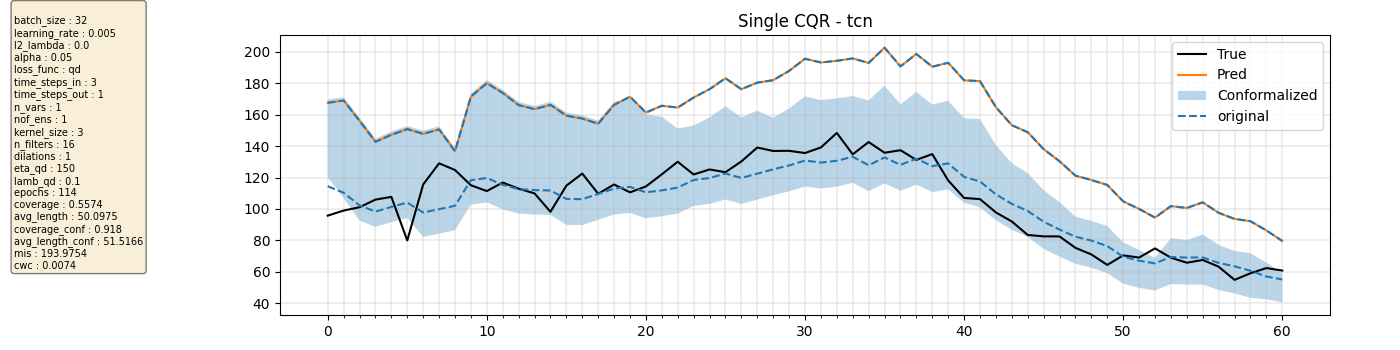 batch_size : 32
learning_rate : 0.005
l2_lambda : 0.0
alpha : 0.05
loss_func : qd
time_steps_in : 3
time_steps_out : 1
n_vars : 1
nof_ens : 1
kernel_size : 3
n_filters : 16
dilations : 1
eta_qd : 150
lamb_qd : 0.1
epochs : 114
coverage : 0.5574
avg_length : 50.0975
coverage_conf : 0.918
avg_length_conf : 51.5166
mis : 193.9754
cwc : 0.0074
Single CQR - tcn
200
180
160
140
120
100
80
60
40
0 10 20 30 40 50 60
True
Pred
Conformalized
original